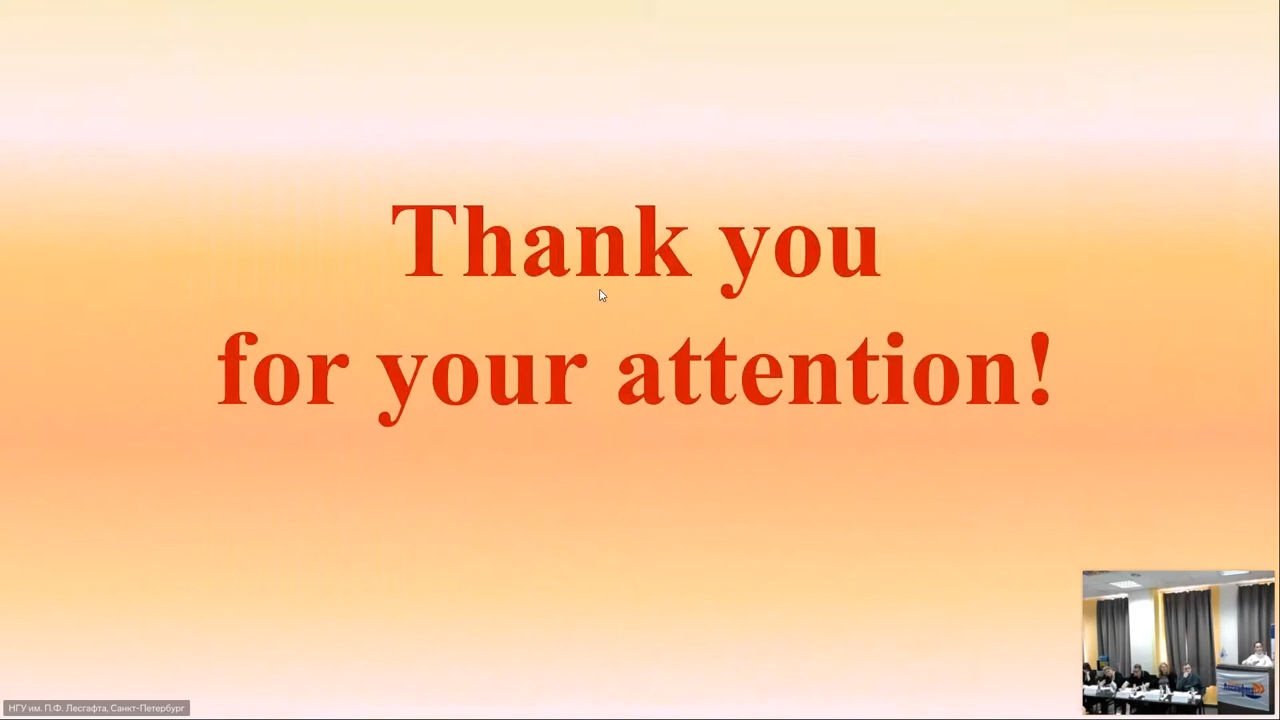 Thank you
for your attention!
НГУ им. П.Ф. Лесгафта, Санкт-Петербург